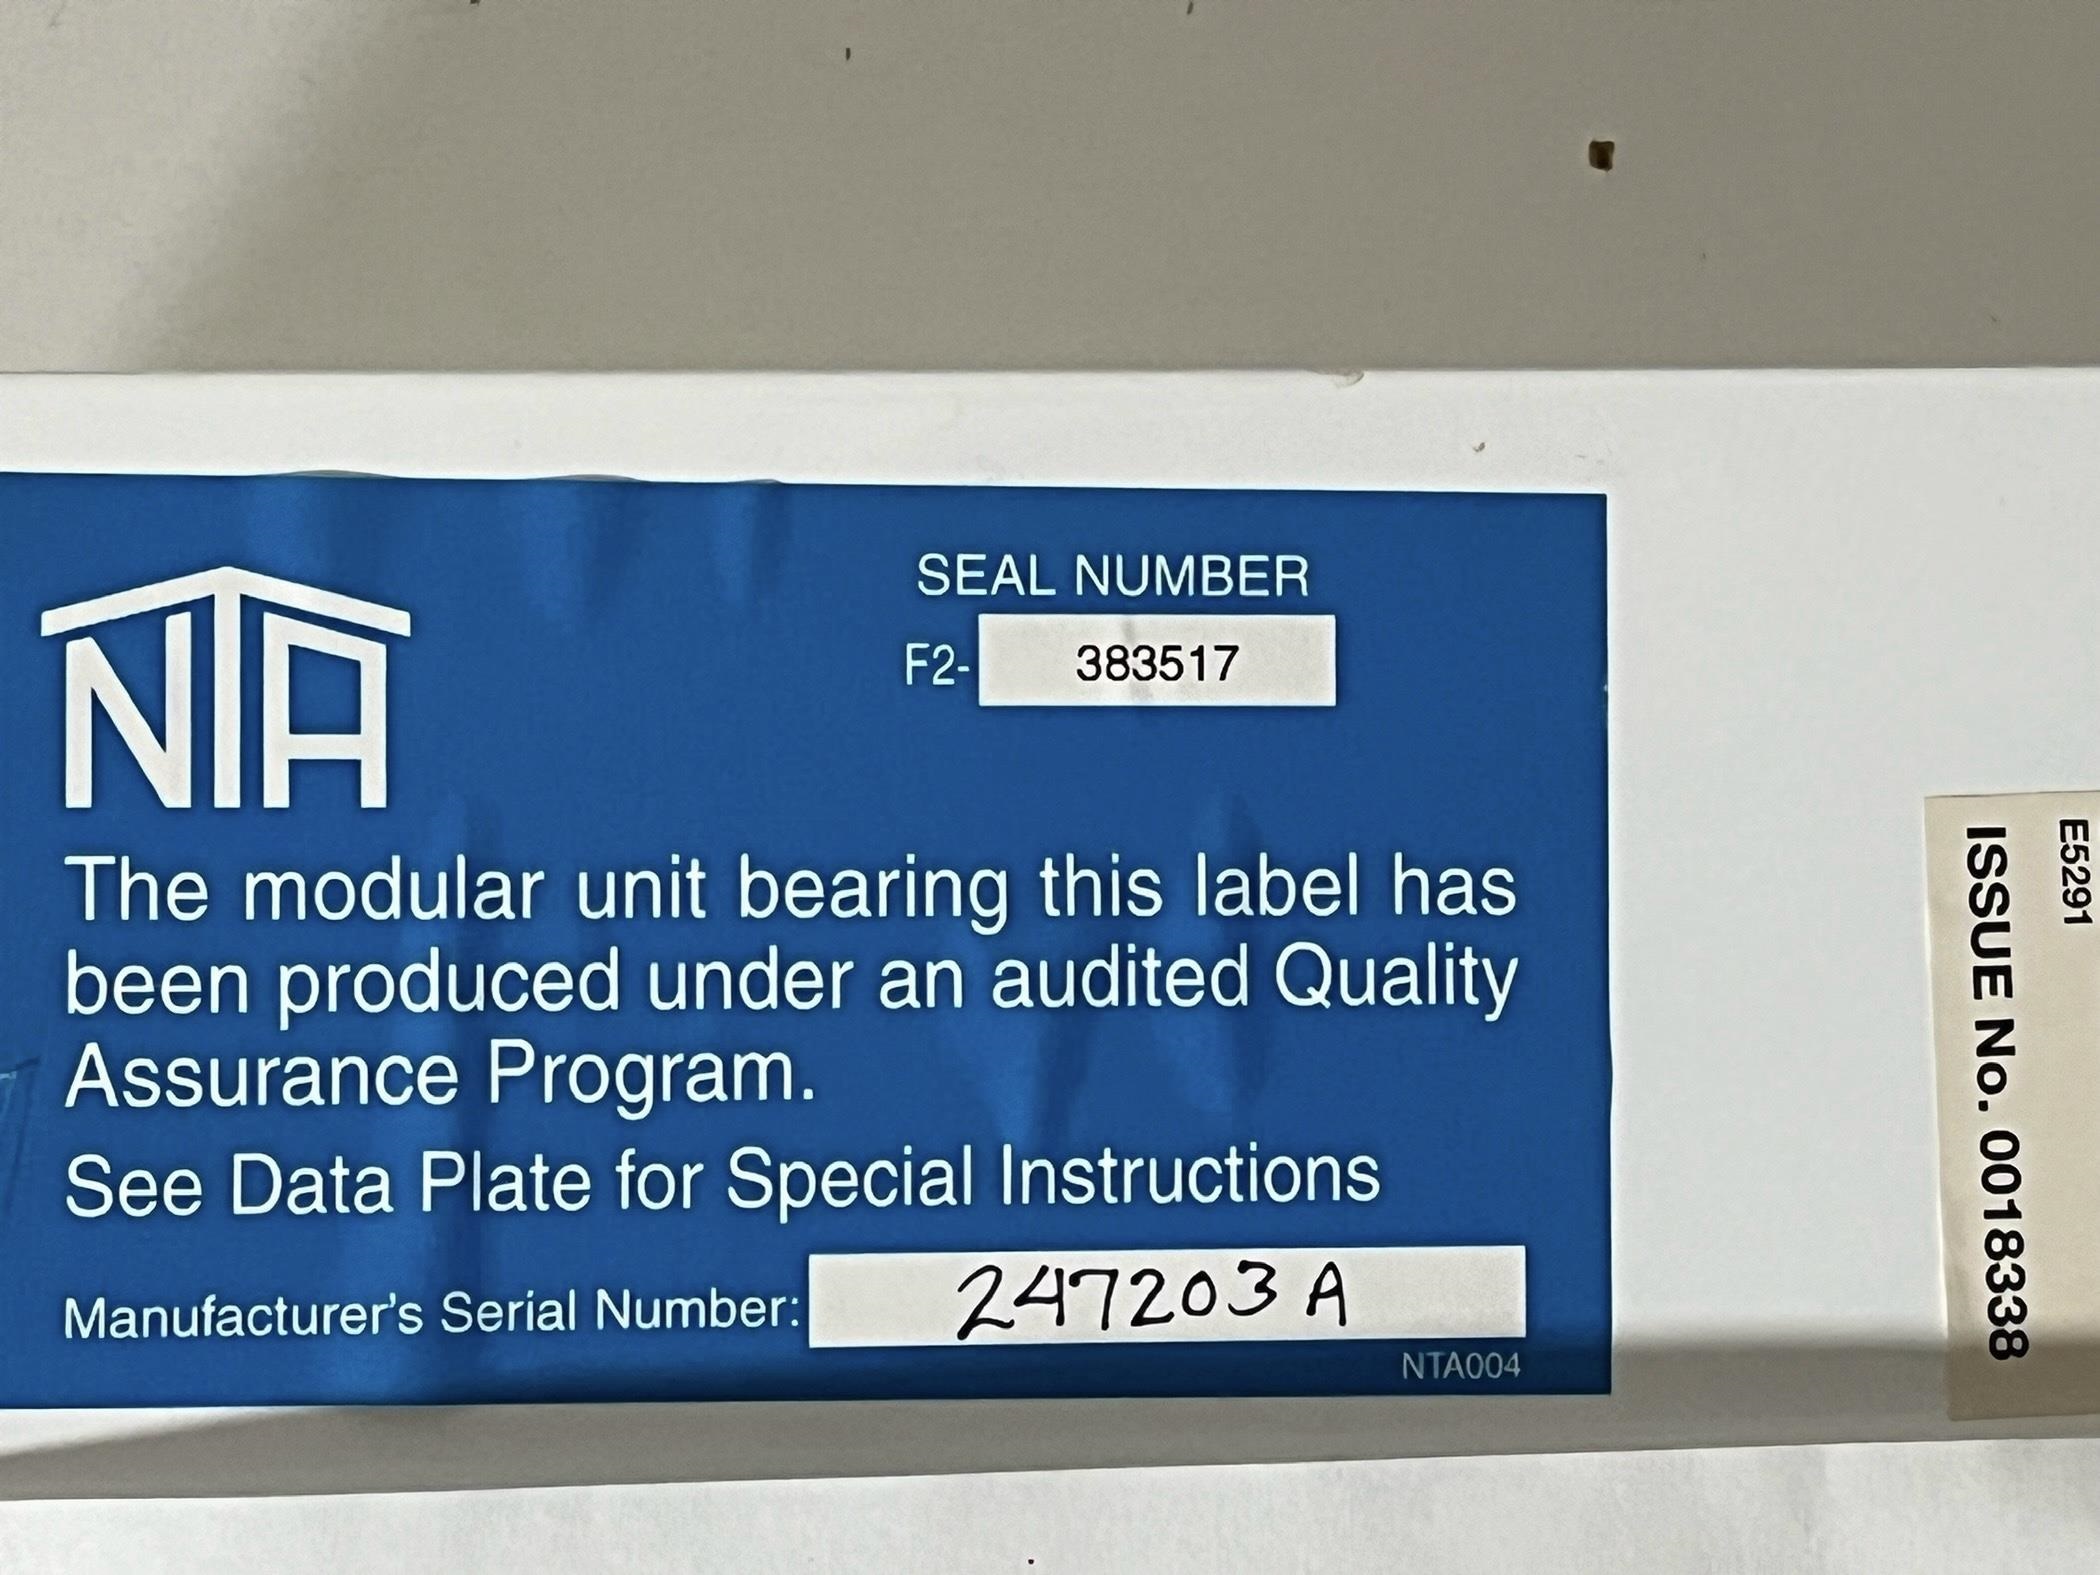 NTA
SEAL NUMBER
F2- 383517
The modular unit bearing this label has
been produced under an audited Quality
Assurance Program.
See Data Plate for Special Instructions
Manufacturer's Serial Number: 247203 A
NTA004
E5291
ISSUE No. 0018338